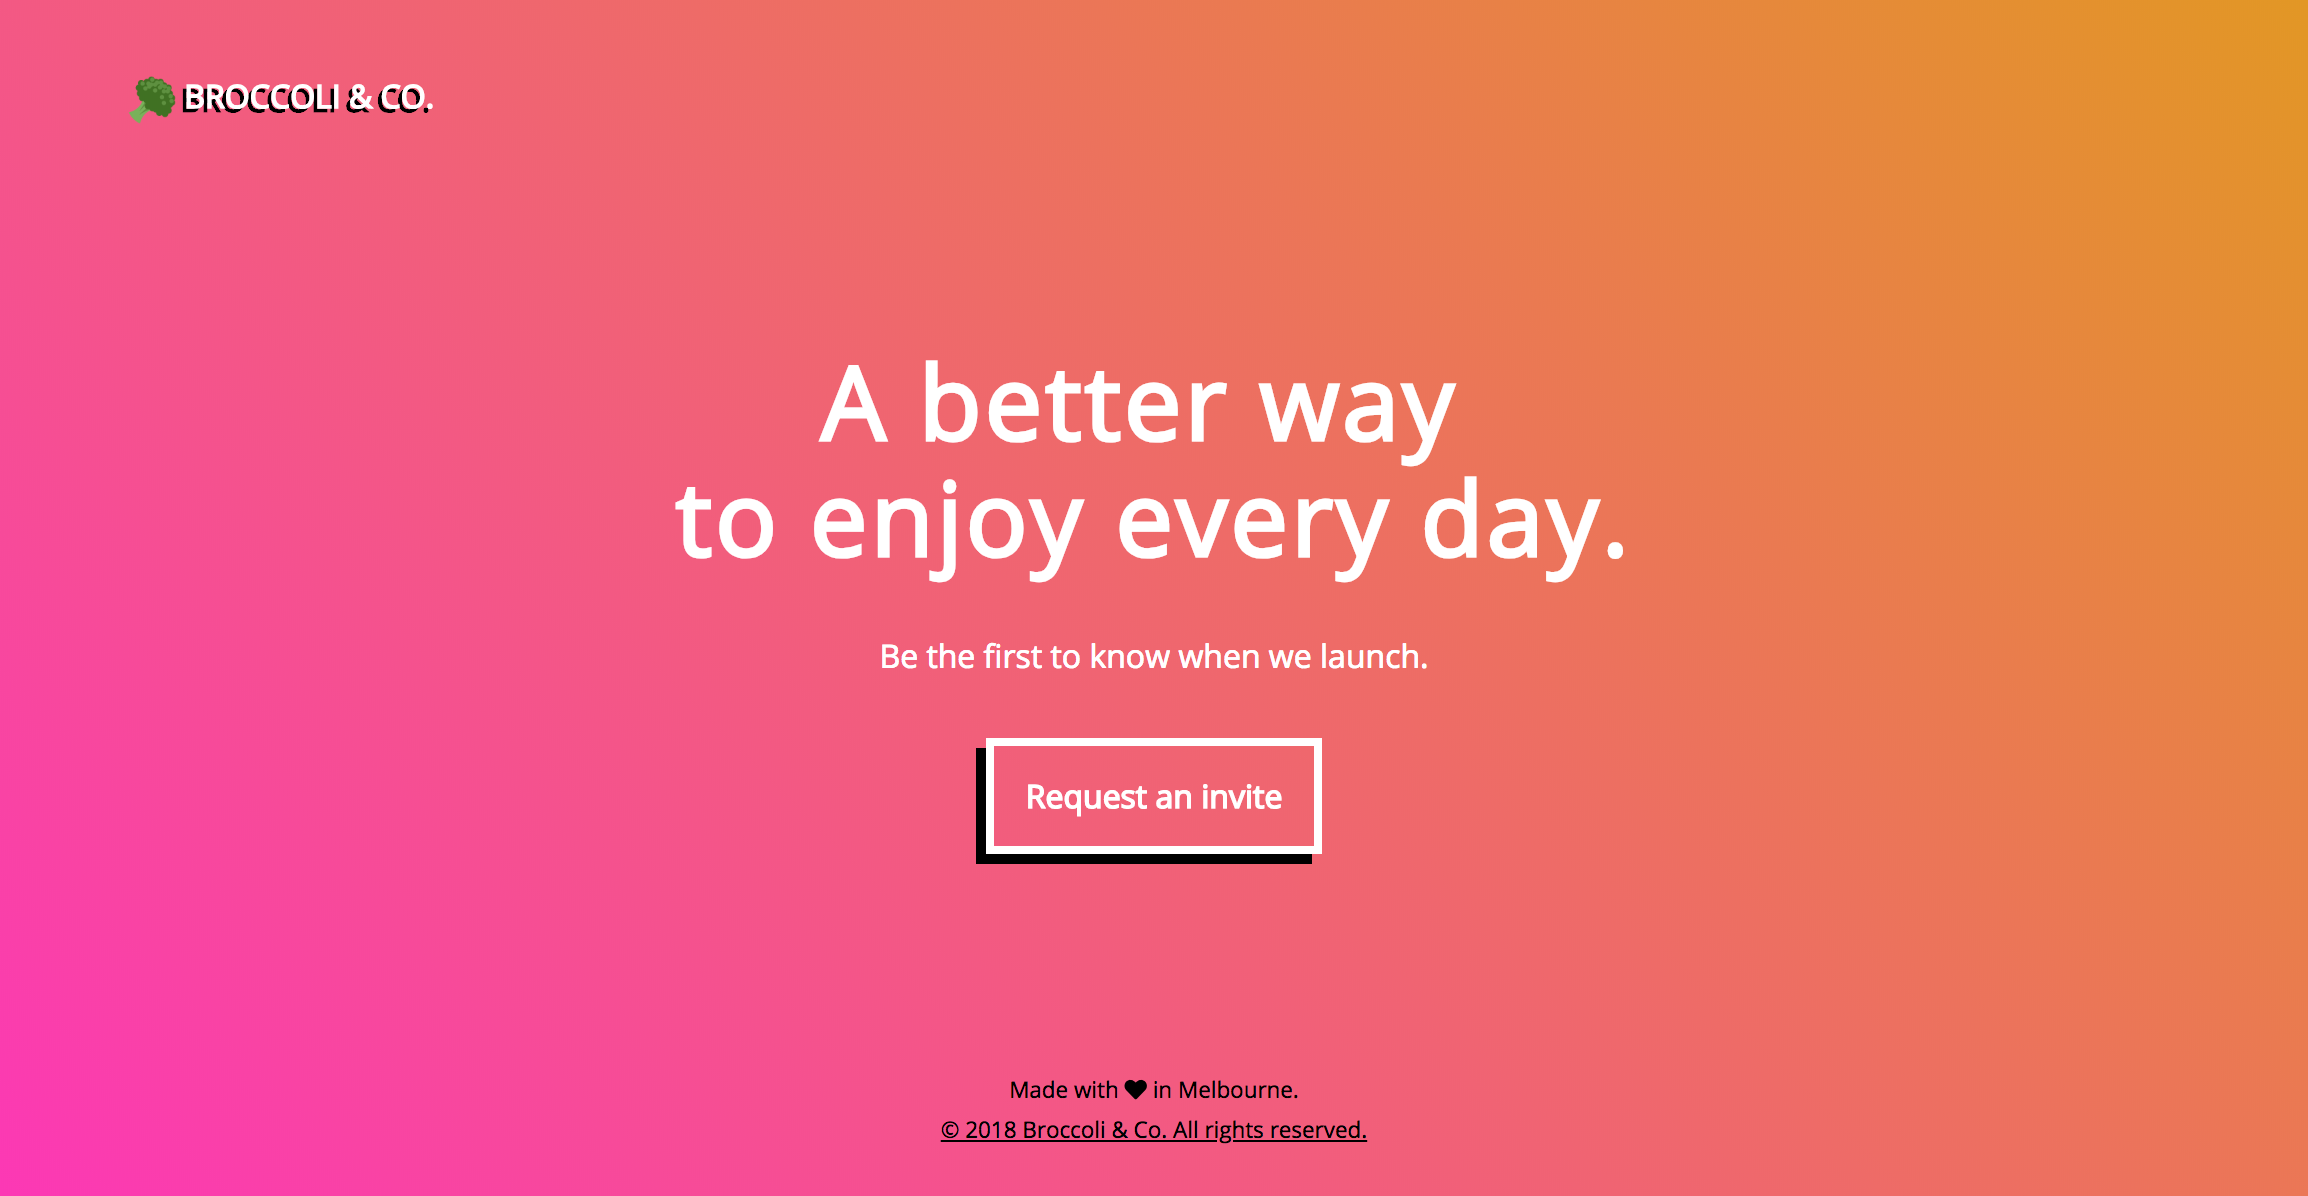 BROCCOLI & CO.
A better way
to enjoy every day.
Be the first to know when we launch.
Request an invite
Made with ♥ in Melbourne.
© 2018 Broccoli & Co. All rights reserved.